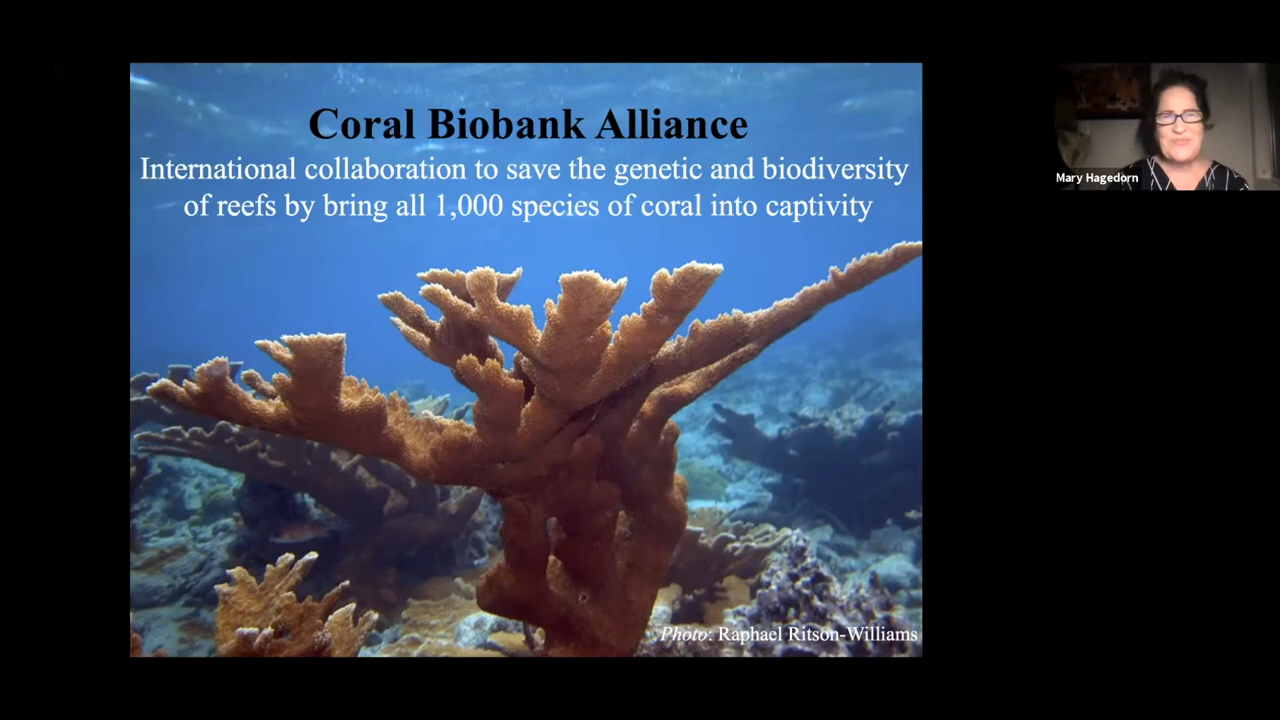 Coral Biobank Alliance
International collaboration to save the genetic and biodiversity
of reefs by bring all 1,000 species of coral into captivity
Mary Hagedorn
Photo: Raphael Ritson-Williams